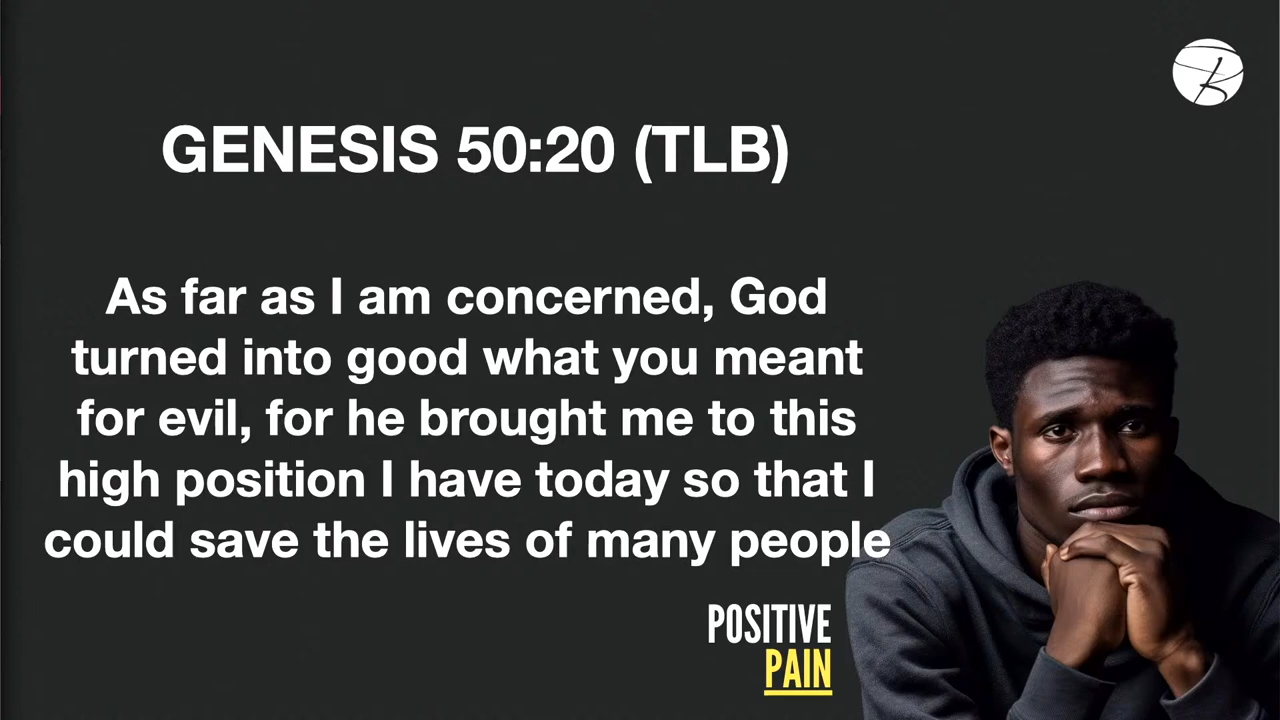 GENESIS 50:20 (TLB)
As far as I am concerned, God
turned into good what you meant
for evil, for he brought me to this
high position I have today so that I
could save the lives of many people
POSITIVE
PAIN